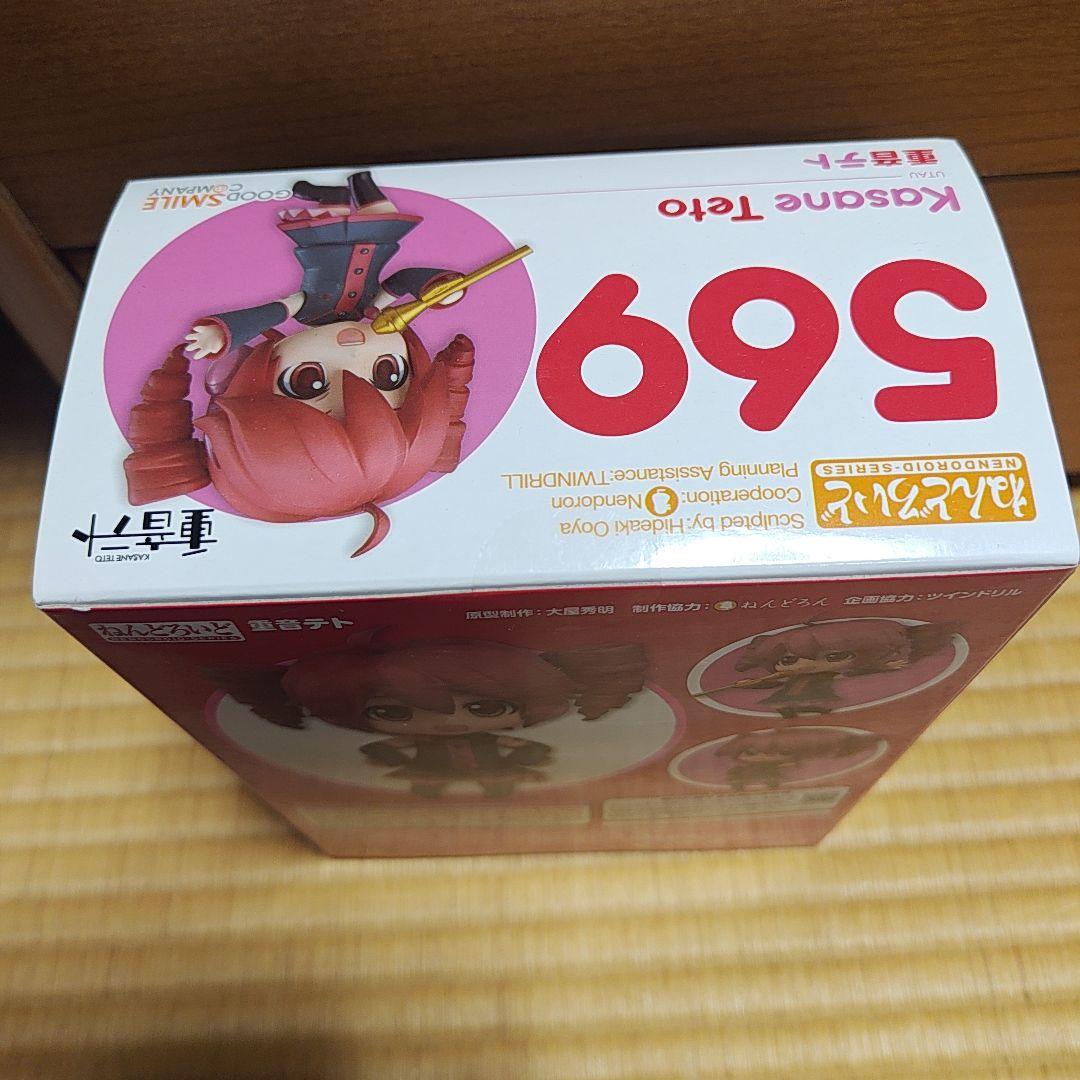 ねんどろいど
NENDOROID-SERIES
Sculpted by: Hideaki Ooya
Cooperation: Nendoron
Planning Assistance: TWINDRILL
569
Kasane Teto
UTAU
重音テト
重音テト
KASANE TETO
GOOD SMILE
COMPANY
ねんどろいど
NENDOROID-SERIES
重音テト
原型制作：大屋秀明 制作協力：ねんどろん 企画協力：ツインドリル